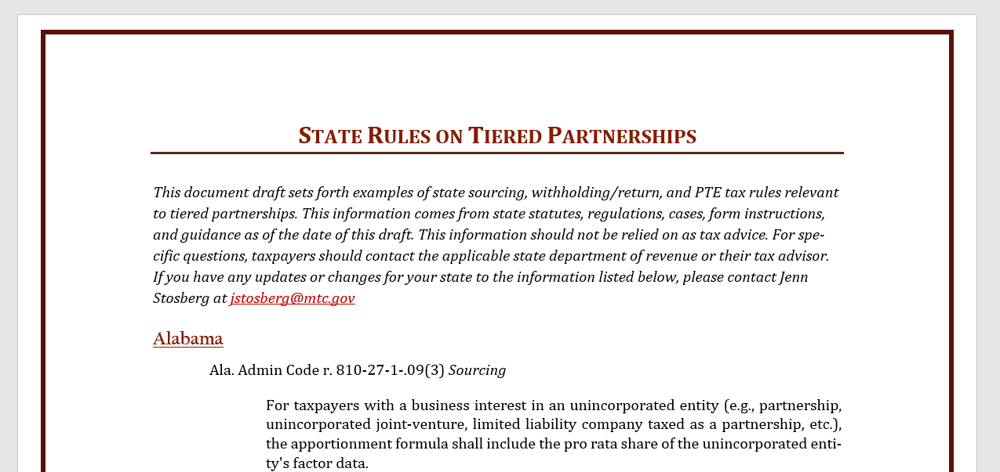 STATE RULES ON TIERED PARTNERSHIPS
This document draft sets forth examples of state sourcing, withholding/return, and PTE tax rules relevant
to tiered partnerships. This information comes from state statutes, regulations, cases, form instructions,
and guidance as of the date of this draft. This information should not be relied on as tax advice. For spe-
cific questions, taxpayers should contact the applicable state department of revenue or their tax advisor.
If you have any updates or changes for your state to the information listed below, please contact Jenn
Stosberg at jstosberg@mtc.gov
Alabama
Ala. Admin Code r. 810-27-1-.09(3) Sourcing
For taxpayers with a business interest in an unincorporated entity (e.g., partnership,
unincorporated joint-venture, limited liability company taxed as a partnership, etc.),
the apportionment formula shall include the pro rata share of the unincorporated enti-
ty's factor data.